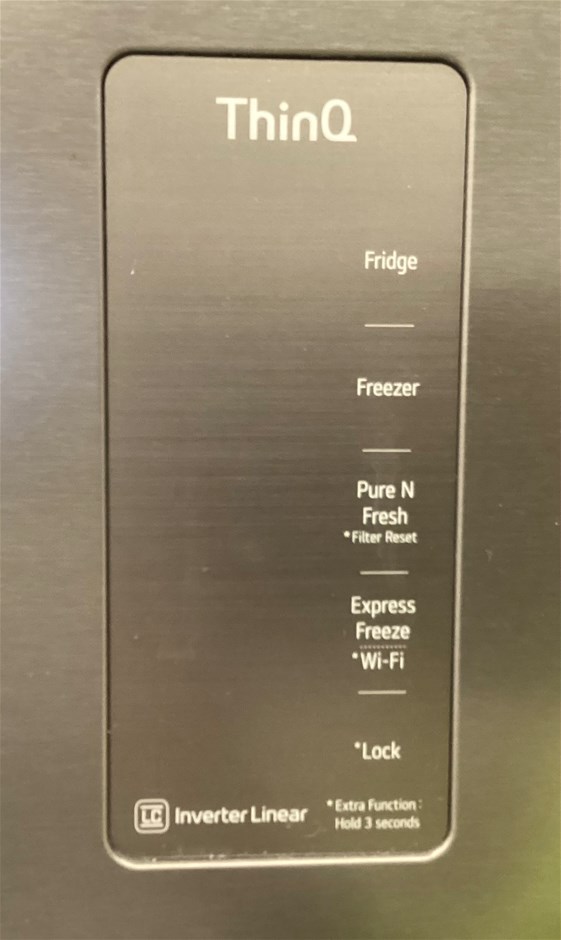 ThinQ
Fridge
Freezer
Pure N
Fresh
*Filter Reset
Express
Freeze
*Wi-Fi
*Lock
LC Inverter Linear
*Extra Function:
Hold 3 seconds